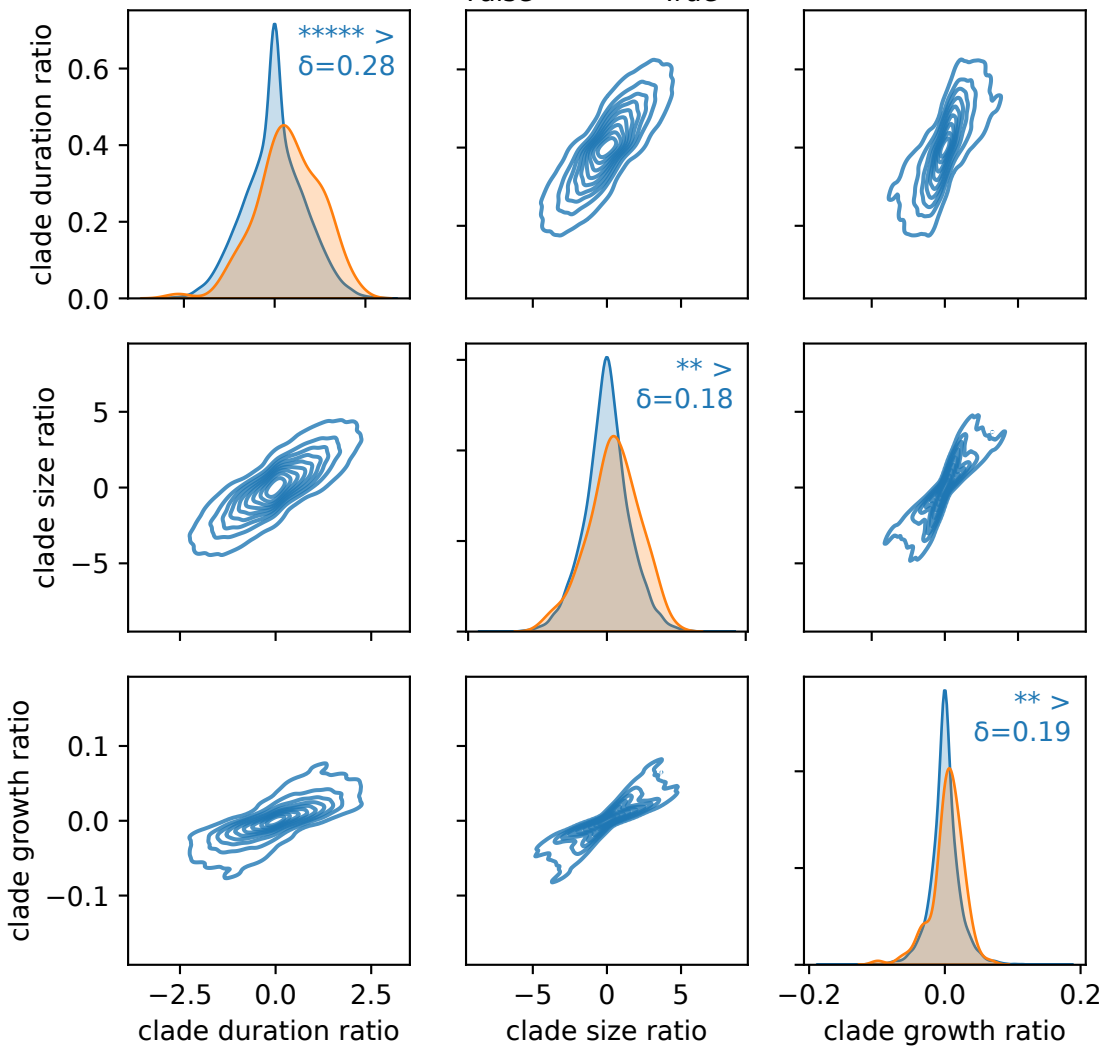 clade duration ratio
0.6
0.4
0.2
0.0
***** >
δ=0.28
clade size ratio
5
0
−5
** >
δ=0.18
clade growth ratio
0.1
0.0
−0.1
** >
δ=0.19
−2.5 0.0 2.5
−5 0 5
−0.2 0.0 0.2
clade duration ratio
clade size ratio
clade growth ratio